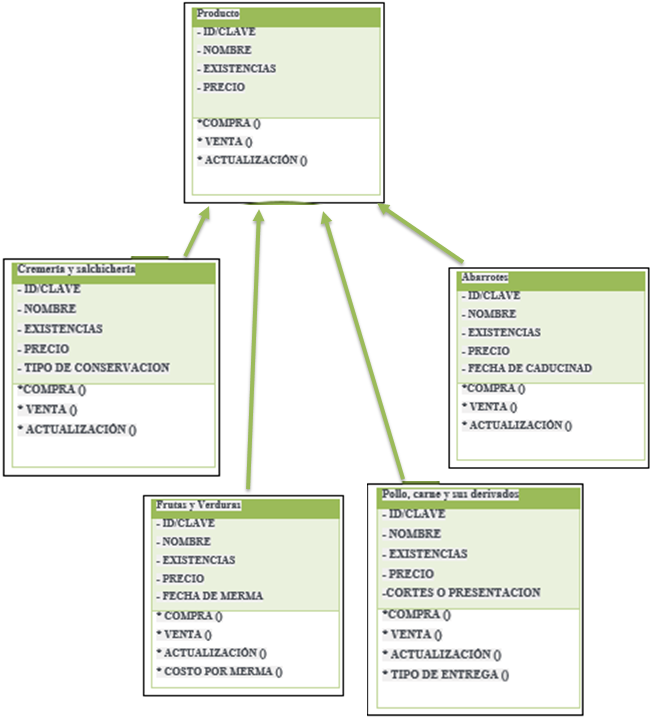 Producto
- ID/CLAVE
- NOMBRE
- EXISTENCIAS
- PRECIO
*COMPRA ()
* VENTA ()
* ACTUALIZACIÓN ()
Cremería y salchichería
- ID/CLAVE
- NOMBRE
- EXISTENCIAS
- PRECIO
- TIPO DE CONSERVACION
*COMPRA ()
* VENTA ()
* ACTUALIZACIÓN ()
Abarrotes
- ID/CLAVE
- NOMBRE
- EXISTENCIAS
- PRECIO
- FECHA DE CADUCINAD
*COMPRA ()
* VENTA ()
* ACTUALIZACIÓN ()
Frutas y Verduras
- ID/CLAVE
- NOMBRE
- EXISTENCIAS
- PRECIO
- FECHA DE MERMA
* COMPRA ()
* VENTA ()
* ACTUALIZACIÓN ()
* COSTO POR MERMA ()
Pollo, carne y sus derivados
- ID/CLAVE
- NOMBRE
- EXISTENCIAS
- PRECIO
-CORTES O PRESENTACION
*COMPRA ()
* VENTA ()
* ACTUALIZACIÓN ()
* TIPO DE ENTREGA ()